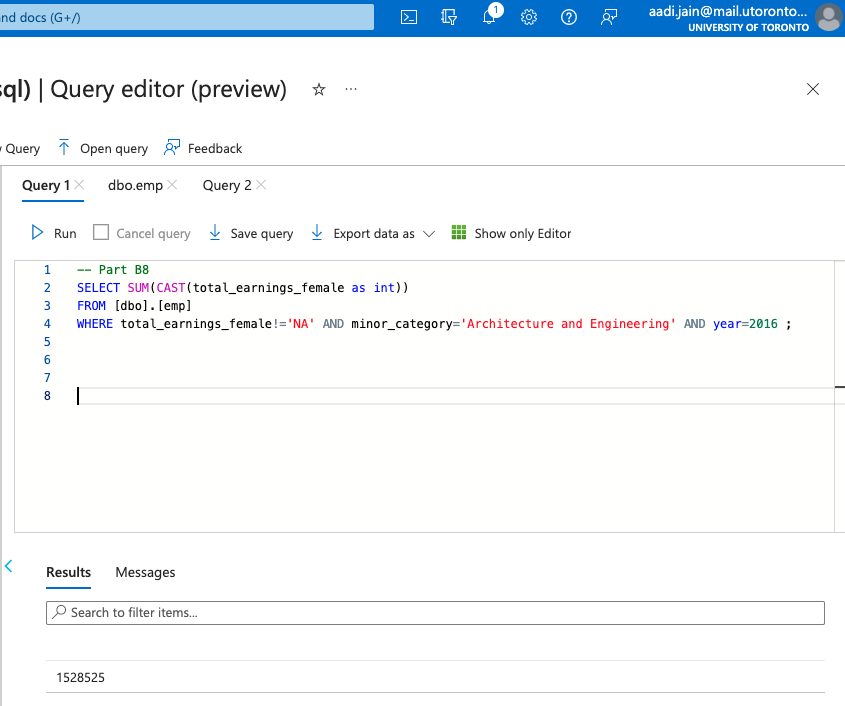 nd docs (G+/)
1
aadi.jain@mail.utoronto...
UNIVERSITY OF TORONTO
ql) | Query editor (preview) ...
Query Open query Feedback
Query 1 dbo.emp Query 2
Run Cancel query Save query Export data as Show only Editor
1 -- Part B8
2 SELECT SUM(CAST(total_earnings_female as int))
3 FROM [dbo].[emp]
4 WHERE total_earnings_female!='NA' AND minor_category='Architecture and Engineering' AND year=2016 ;
5
6
7
8
Results Messages
Search to filter items...
1528525